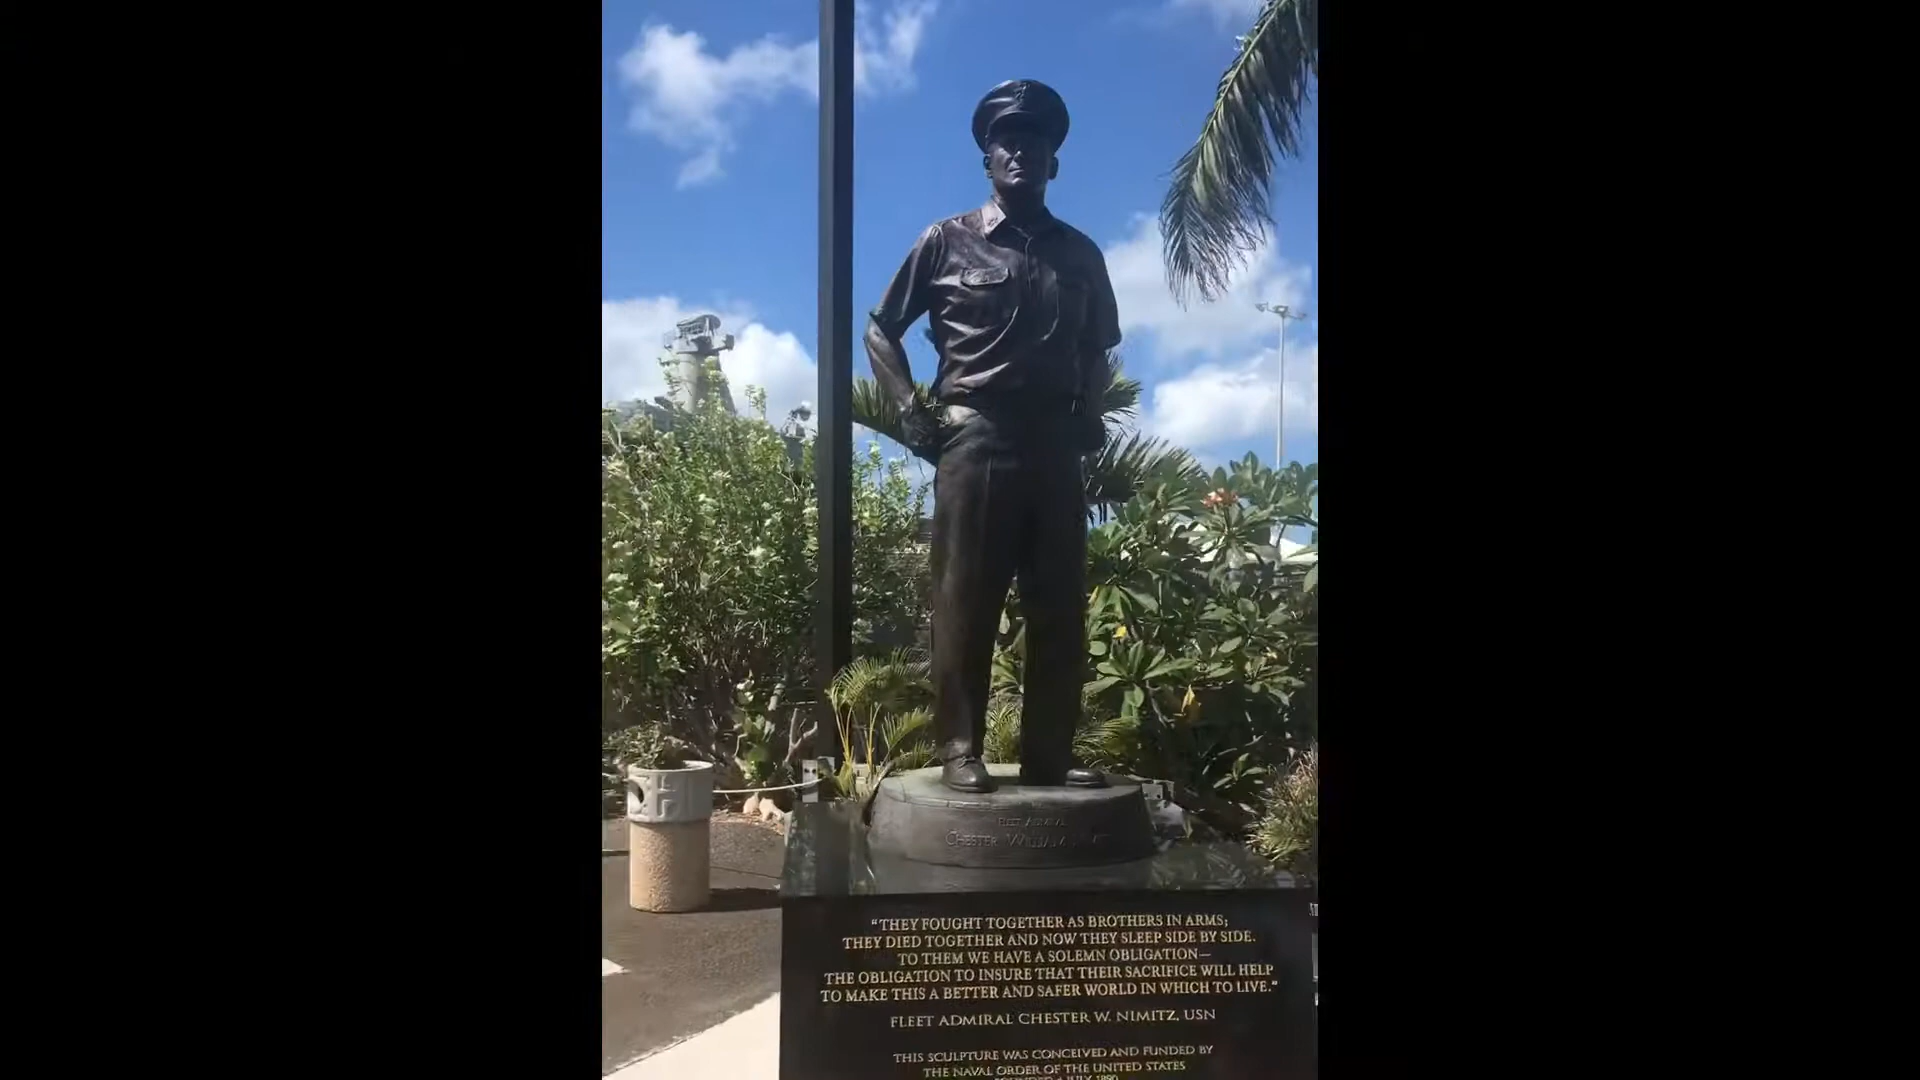 FLEET ADMIRAL
CHESTER WILLIAM
"THEY FOUGHT TOGETHER AS BROTHERS IN ARMS;
THEY DIED TOGETHER AND NOW THEY SLEEP SIDE BY SIDE.
TO THEM WE HAVE A SOLEMN OBLIGATION—
THE OBLIGATION TO INSURE THAT THEIR SACRIFICE WILL HELP
TO MAKE THIS A BETTER AND SAFER WORLD IN WHICH TO LIVE."
FLEET ADMIRAL CHESTER W. NIMITZ, USN
THIS SCULPTURE WAS CONCEIVED AND FUNDED BY
THE NAVAL ORDER OF THE UNITED STATES
JULY 1890